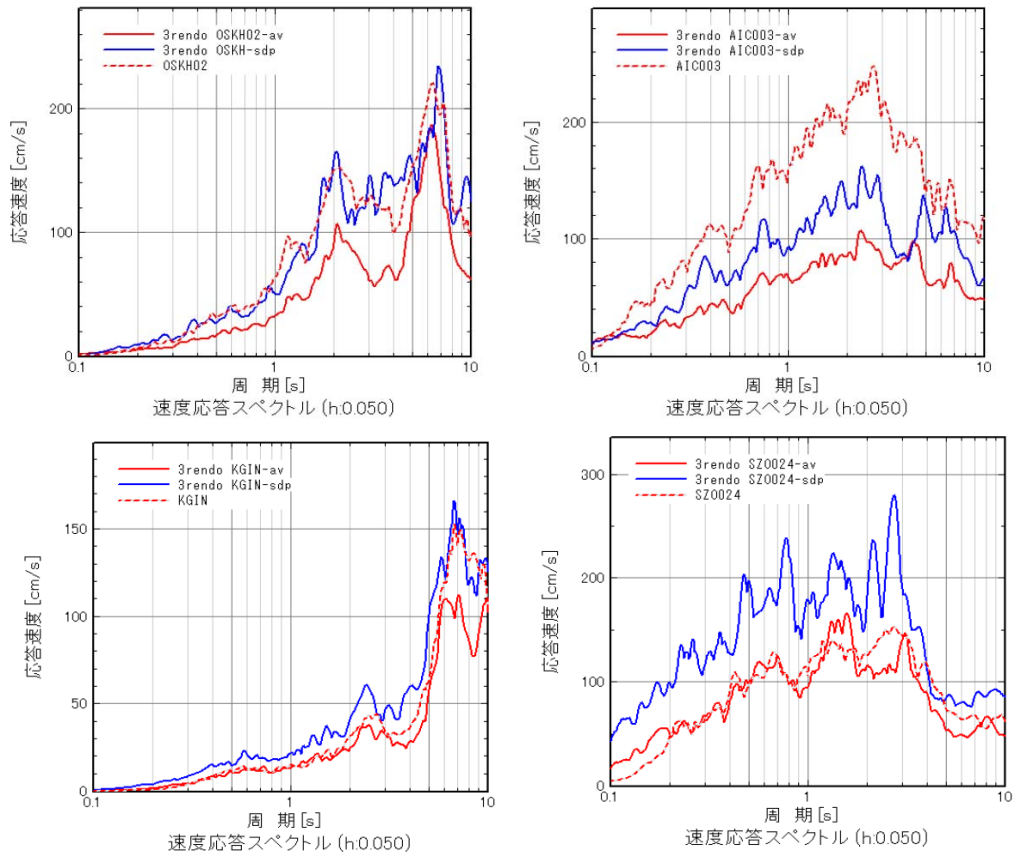 3rendo OSKH02-av
3rendo OSKH-sdp
OSKH02
応答速度 [cm/s]
200
100
0
0.1
1
10
周 期 [s]
速度応答スペクトル (h:0.050)
3rendo AIC003-av
3rendo AIC003-sdp
AIC003
応答速度 [cm/s]
200
100
0
0.1
1
10
周 期 [s]
速度応答スペクトル (h:0.050)
3rendo KGIN-av
3rendo KGIN-sdp
KGIN
応答速度 [cm/s]
150
100
50
0
0.1
1
10
周 期 [s]
速度応答スペクトル (h:0.050)
3rendo SZO024-av
3rendo SZO024-sdp
SZO024
応答速度 [cm/s]
300
200
100
0
0.1
1
10
周 期 [s]
速度応答スペクトル (h:0.050)